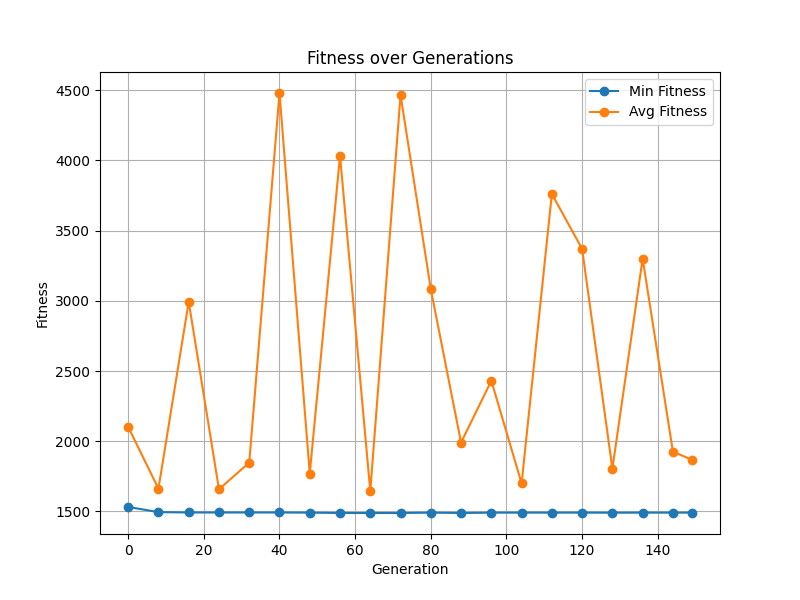 Fitness over Generations
Min Fitness
Avg Fitness
4500
4000
3500
3000
2500
2000
1500
Fitness
0 20 40 60 80 100 120 140
Generation